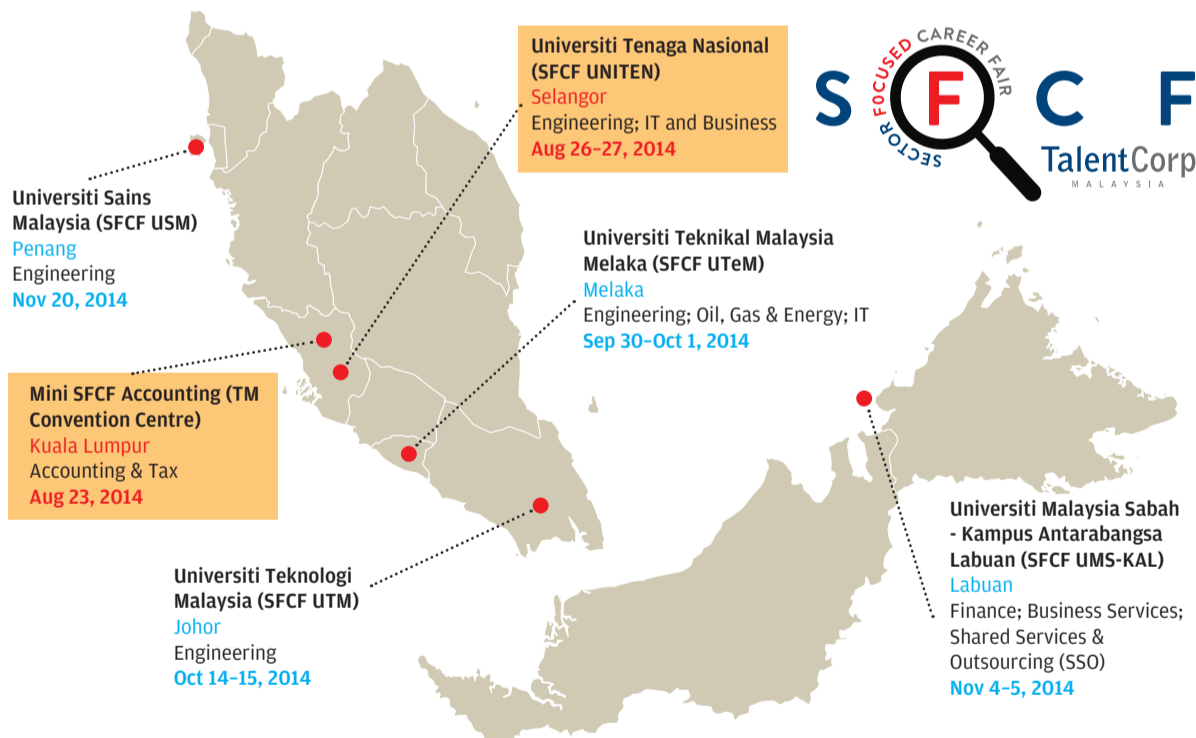 Universiti Tenaga Nasional
(SFCF UNITEN)
Selangor
Engineering; IT and Business
Aug 26–27, 2014
SECTOR FOCUSED CAREER FAIR
S F C F
TalentCorp
MALAYSIA
Universiti Sains
Malaysia (SFCF USM)
Penang
Engineering
Nov 20, 2014
Universiti Teknikal Malaysia
Melaka (SFCF UTeM)
Melaka
Engineering; Oil, Gas & Energy; IT
Sep 30–Oct 1, 2014
Mini SFCF Accounting (TM
Convention Centre)
Kuala Lumpur
Accounting & Tax
Aug 23, 2014
Universiti Teknologi
Malaysia (SFCF UTM)
Johor
Engineering
Oct 14–15, 2014
Universiti Malaysia Sabah
- Kampus Antarabangsa
Labuan (SFCF UMS-KAL)
Labuan
Finance; Business Services;
Shared Services &
Outsourcing (SSO)
Nov 4–5, 2014